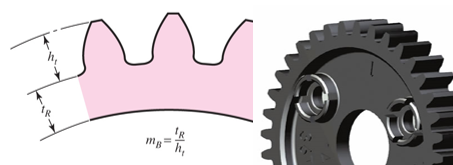 hₜ
t_R
m_B = t_R / hₜ